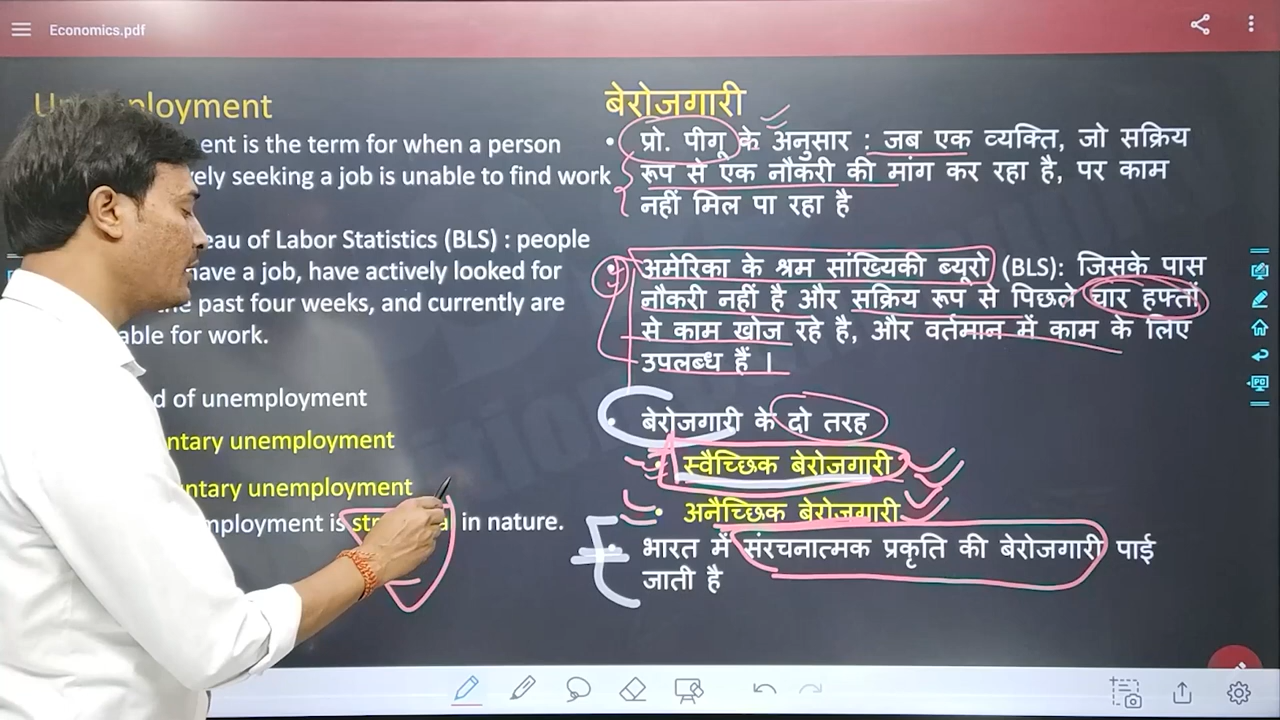 Economics.pdf
Unemployment
ent is the term for when a person
ely seeking a job is unable to find work
eau of Labor Statistics (BLS) : people
have a job, have actively looked for
the past four weeks, and currently are
able for work.
d of unemployment
ntary unemployment
ntary unemployment
mployment is in nature.
बेरोजगारी
• प्रो. पीगू के अनुसार : जब एक व्यक्ति, जो सक्रिय
रूप से एक नौकरी की मांग कर रहा है, पर काम
नहीं मिल पा रहा है
• अमेरिका के श्रम सांख्यिकी ब्यूरो (BLS): जिसके पास
नौकरी नहीं है और सक्रिय रूप से पिछले चार हफ्तों
से काम खोज रहे है, और वर्तमान में काम के लिए
उपलब्ध हैं ।
• बेरोजगारी के दो तरह
• स्वैच्छिक बेरोजगारी
• अनैच्छिक बेरोजगारी
• भारत में संरचनात्मक प्रकृति की बेरोजगारी पाई
जाती है